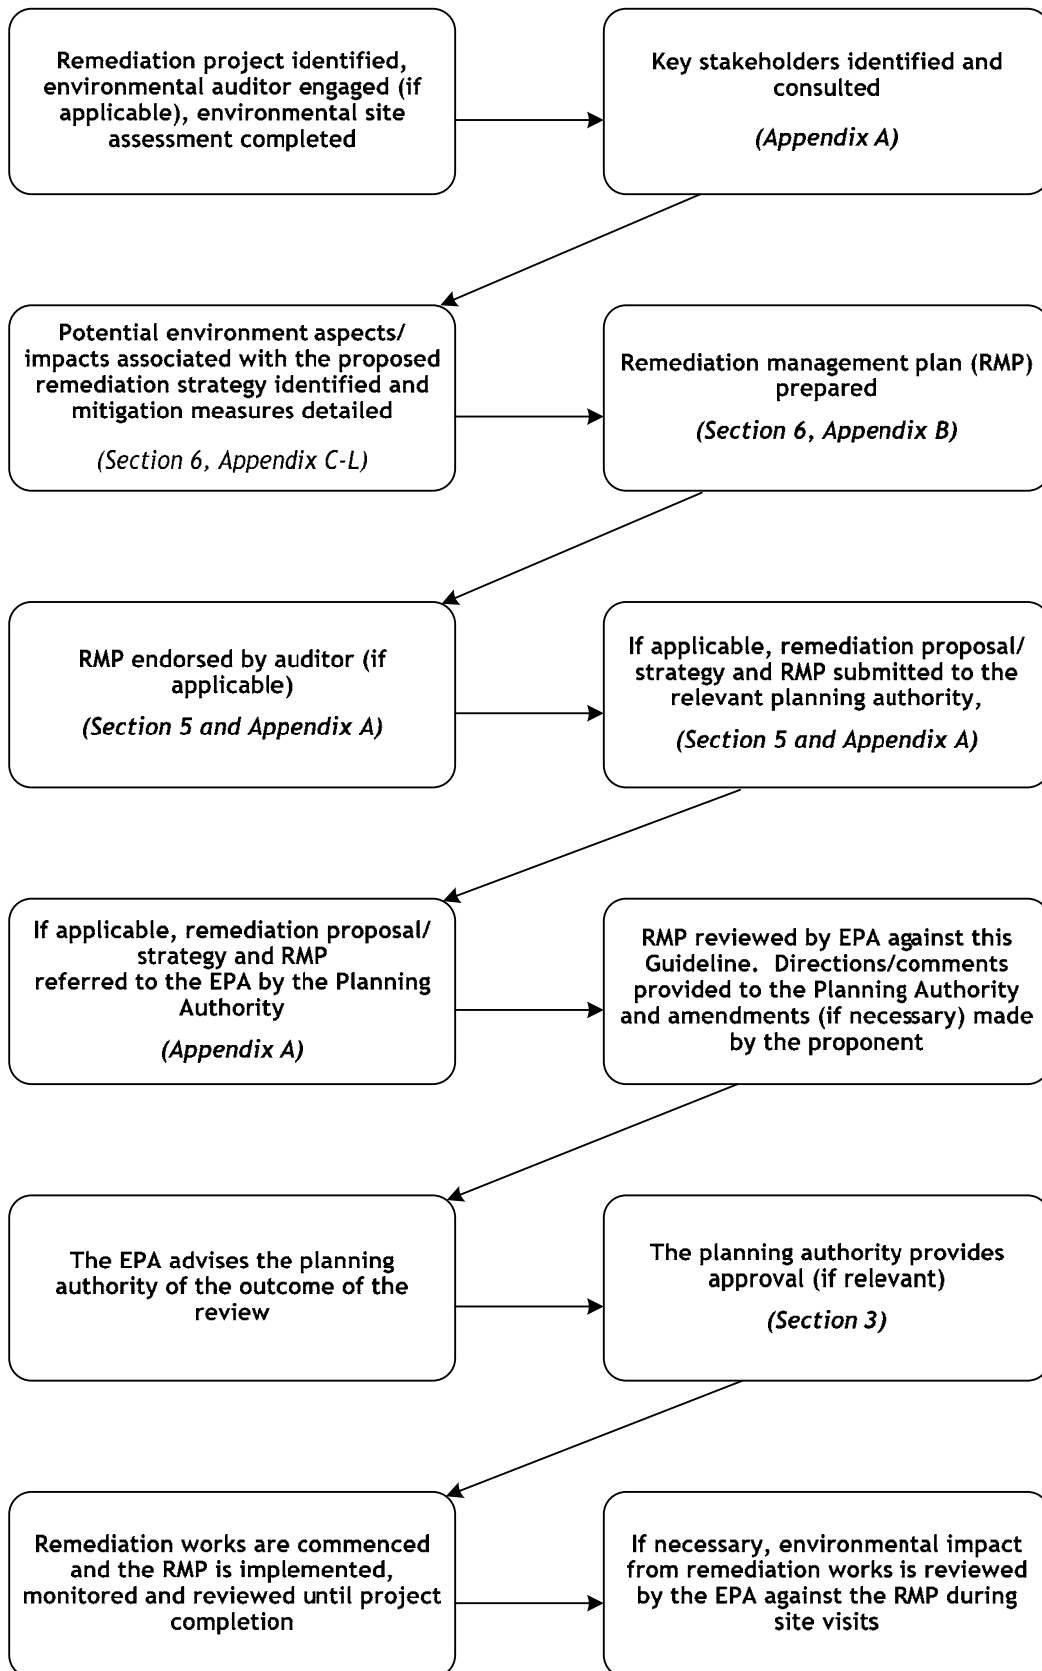 Remediation project identified,
environmental auditor engaged (if
applicable), environmental site
assessment completed
Key stakeholders identified and
consulted
(Appendix A)
Potential environment aspects/
impacts associated with the proposed
remediation strategy identified and
mitigation measures detailed
(Section 6, Appendix C-L)
Remediation management plan (RMP)
prepared
(Section 6, Appendix B)
RMP endorsed by auditor (if
applicable)
(Section 5 and Appendix A)
If applicable, remediation proposal/
strategy and RMP submitted to the
relevant planning authority,
(Section 5 and Appendix A)
If applicable, remediation proposal/
strategy and RMP
referred to the EPA by the Planning
Authority
(Appendix A)
RMP reviewed by EPA against this
Guideline.  Directions/comments
provided to the Planning Authority
and amendments (if necessary) made
by the proponent
The EPA advises the planning
authority of the outcome of the
review
The planning authority provides
approval (if relevant)
(Section 3)
Remediation works are commenced
and the RMP is implemented,
monitored and reviewed until project
completion
If necessary, environmental impact
from remediation works is reviewed
by the EPA against the RMP during
site visits